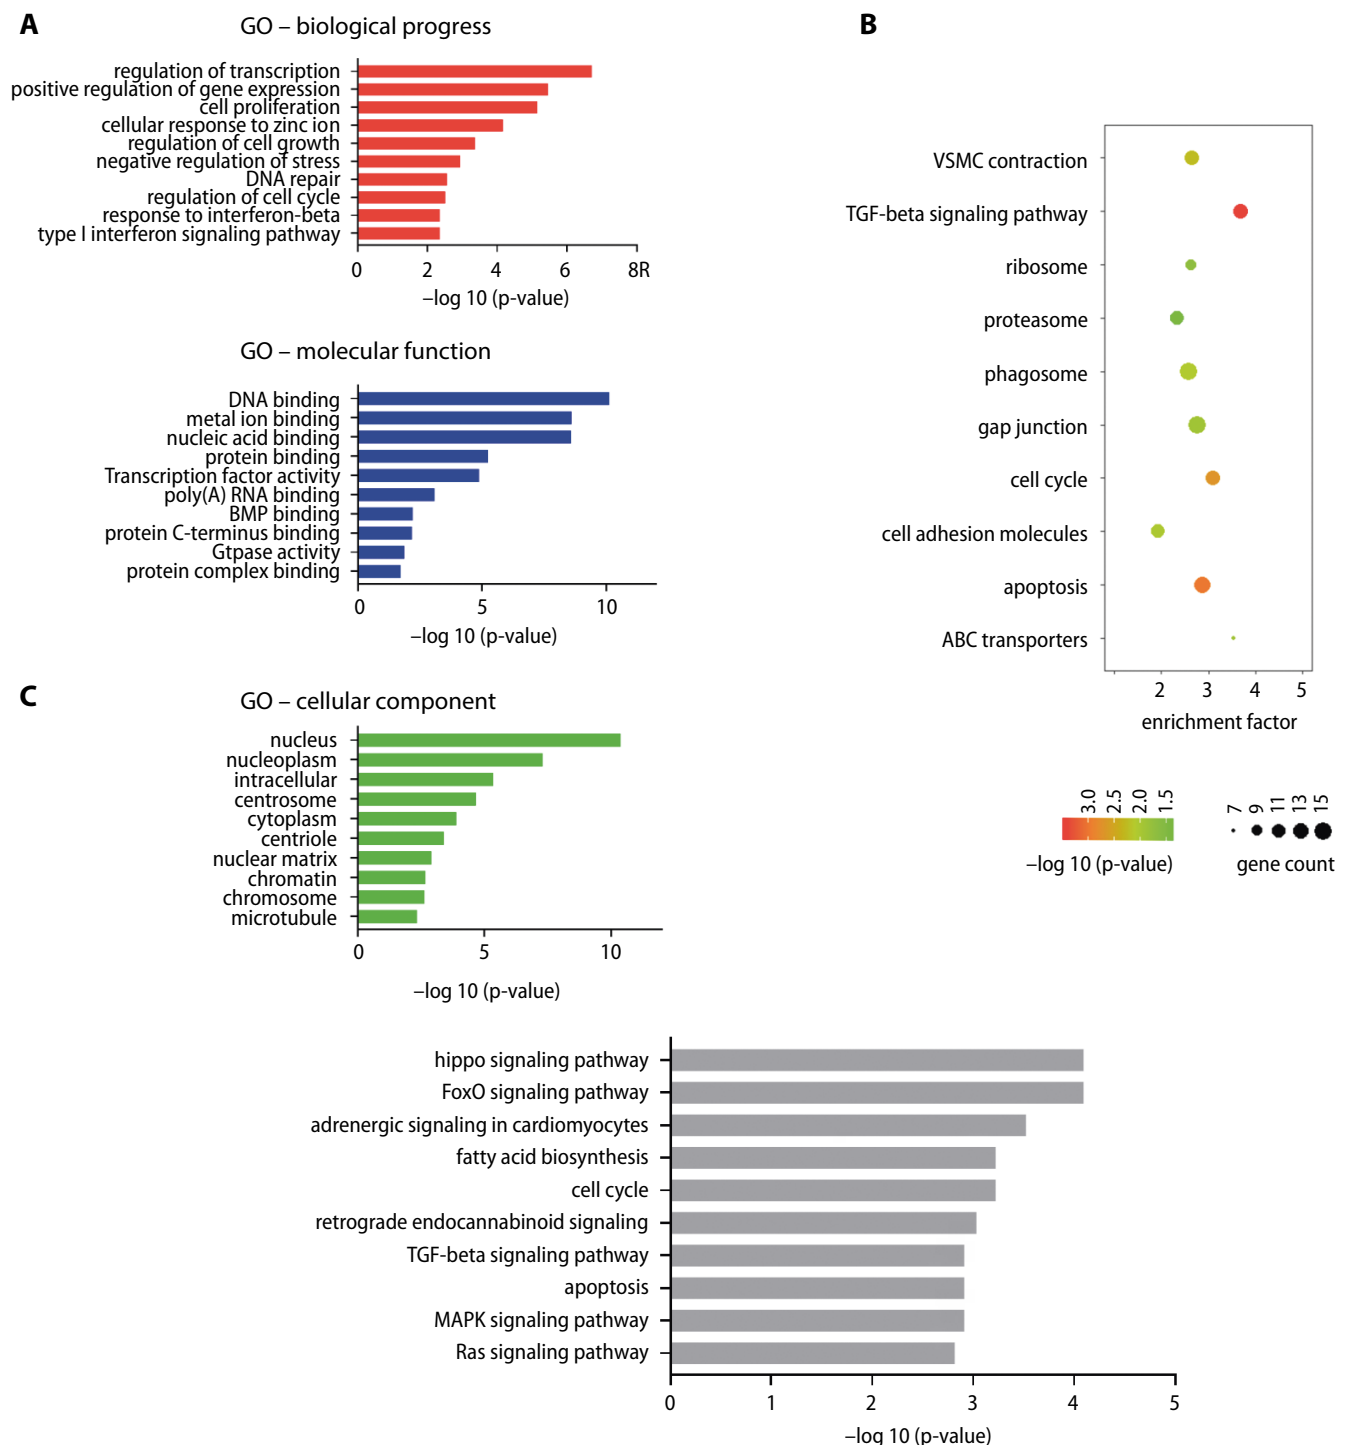 A
GO – biological progress
regulation of transcription
positive regulation of gene expression
cell proliferation
cellular response to zinc ion
regulation of cell growth
negative regulation of stress
DNA repair
regulation of cell cycle
response to interferon-beta
type I interferon signaling pathway
0 2 4 6 8R
–log 10 (p-value)
GO – molecular function
DNA binding
metal ion binding
nucleic acid binding
protein binding
Transcription factor activity
poly(A) RNA binding
BMP binding
protein C-terminus binding
Gtpase activity
protein complex binding
0 5 10
–log 10 (p-value)
B
VSMC contraction
TGF-beta signaling pathway
ribosome
proteasome
phagosome
gap junction
cell cycle
cell adhesion molecules
apoptosis
ABC transporters
2 3 4 5
enrichment factor
3.0 2.5 2.0 1.5
–log 10 (p-value)
7 9 11 13 15
gene count
C
GO – cellular component
nucleus
nucleoplasm
intracellular
centrosome
cytoplasm
centriole
nuclear matrix
chromatin
chromosome
microtubule
0 5 10
–log 10 (p-value)
hippo signaling pathway
FoxO signaling pathway
adrenergic signaling in cardiomyocytes
fatty acid biosynthesis
cell cycle
retrograde endocannabinoid signaling
TGF-beta signaling pathway
apoptosis
MAPK signaling pathway
Ras signaling pathway
0 1 2 3 4 5
–log 10 (p-value)